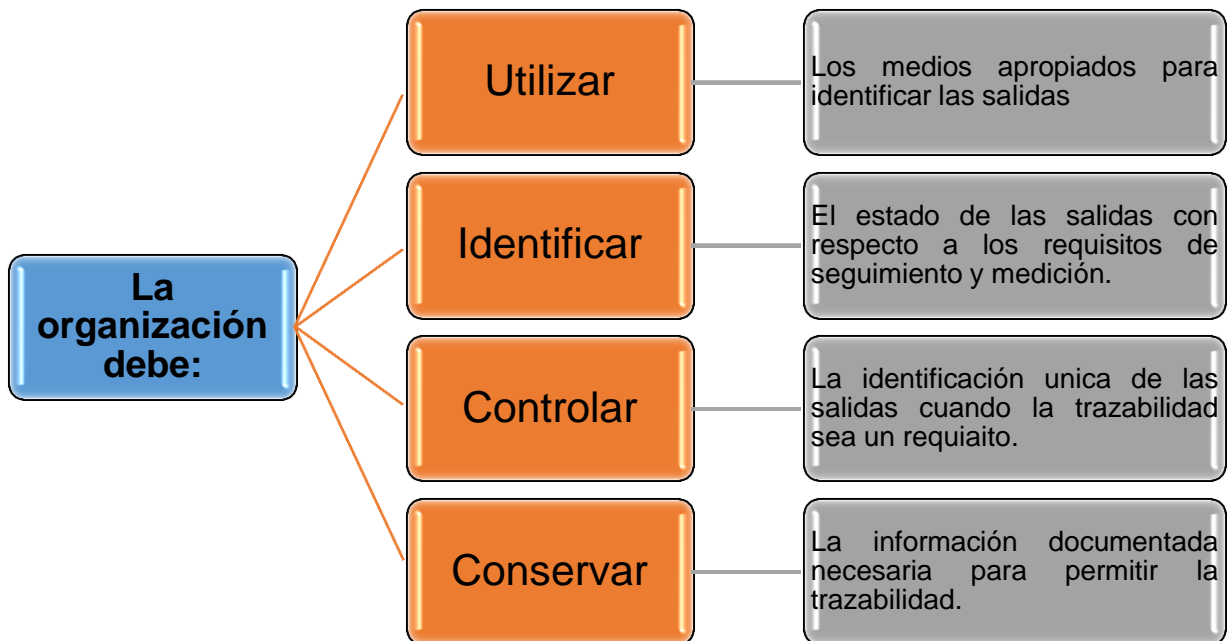 La
organización
debe:
Utilizar
Los medios apropiados para
identificar las salidas
Identificar
El estado de las salidas con
respecto a los requisitos de
seguimiento y medición.
Controlar
La identificación unica de las
salidas cuando la trazabilidad
sea un requiaito.
Conservar
La información documentada
necesaria para permitir la
trazabilidad.